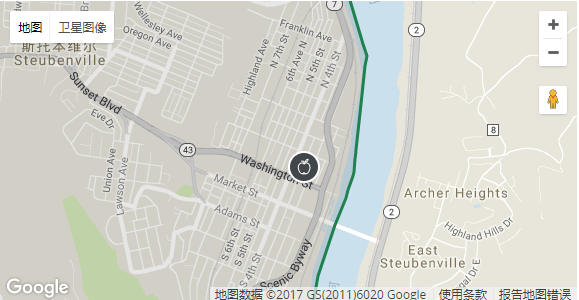 地图
卫星图像
Wellesley Ave
Oregon Ave
斯托本维尔
Steubenville
Franklin Ave
7
2
Highland Ave
N 7th St
6th Ave N
N 5th St
N 4th St
Sunset Blvd
Eve Dr
8
43
Union Ave
Lawson Ave
Washington St
Market St
Adams St
Archer Heights
2
Highland Hills Dr
S 6th St
S 5th St
S 4th St
Scenic Byway
East
Steubenville
Google
地图数据 ©2017 GS(2011)6020 Google
使用条款
报告地图错误